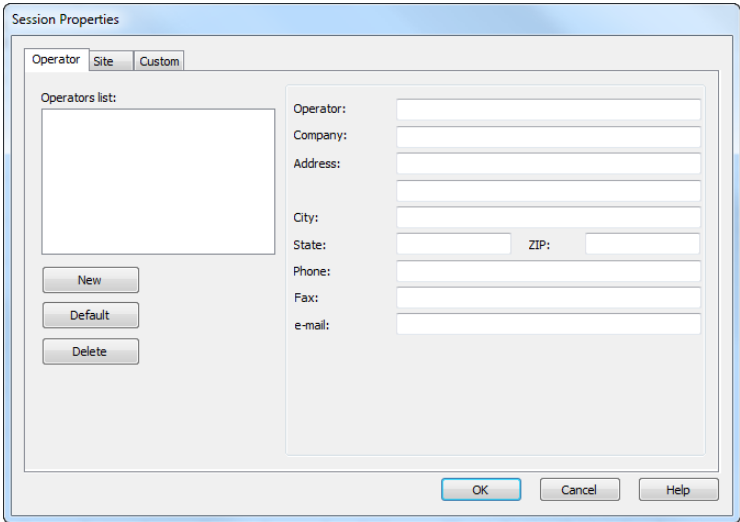 Session Properties
Operator Site Custom
Operators list:
New
Default
Delete
Operator:
Company:
Address:
City:
State: ZIP:
Phone:
Fax:
e-mail:
OK Cancel Help